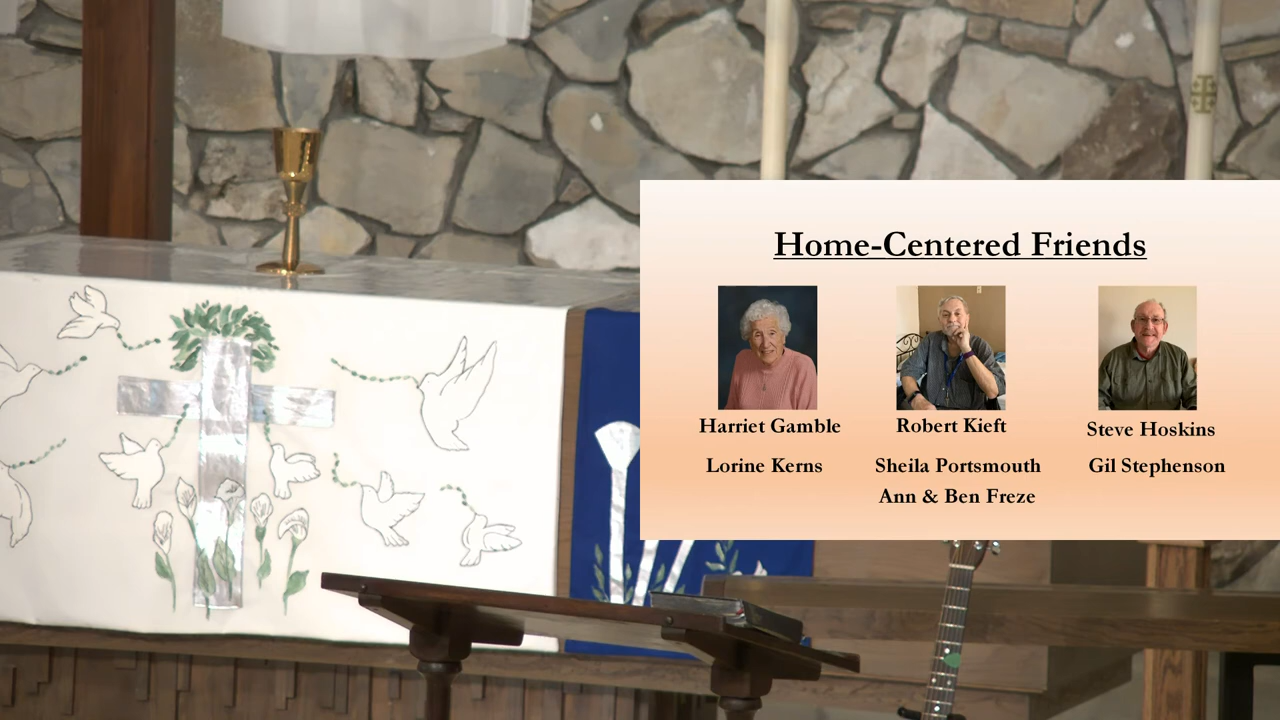 Home-Centered Friends
Harriet Gamble
Robert Kieft
Steve Hoskins
Lorine Kerns
Sheila Portsmouth
Gil Stephenson
Ann & Ben Freze